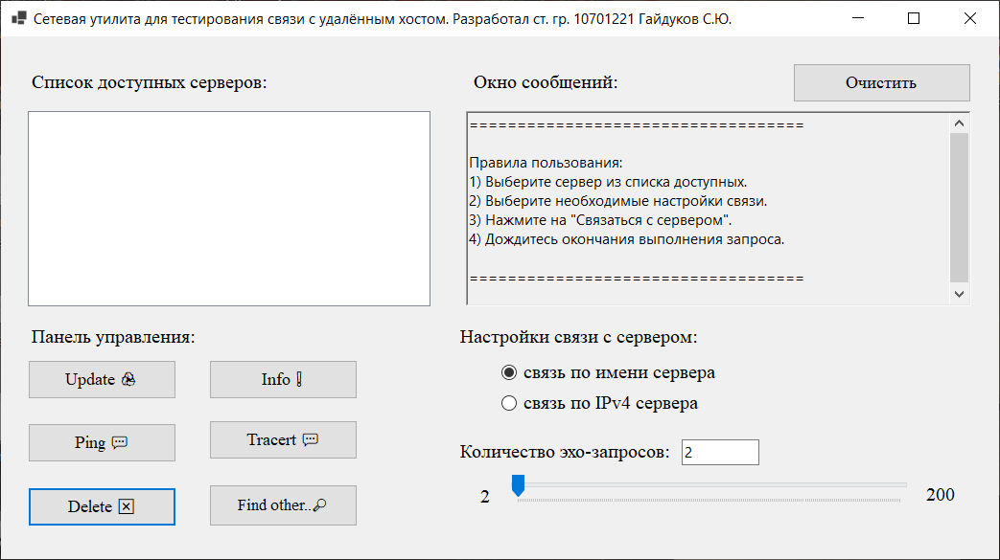 Сетевая утилита для тестирования связи с удалённым хостом. Разработал ст. гр. 10701221 Гайдуков С.Ю.
Список доступных серверов:
Окно сообщений:
Очистить
===================================
Правила пользования:
1) Выберите сервер из списка доступных.
2) Выберите необходимые настройки связи.
3) Нажмите на "Связаться с сервером".
4) Дождитесь окончания выполнения запроса.
===================================
Панель управления:
Update
Info
Ping
Tracert
Delete
Find other..
Настройки связи с сервером:
связь по имени сервера
связь по IPv4 сервера
Количество эхо-запросов: 2
2
200